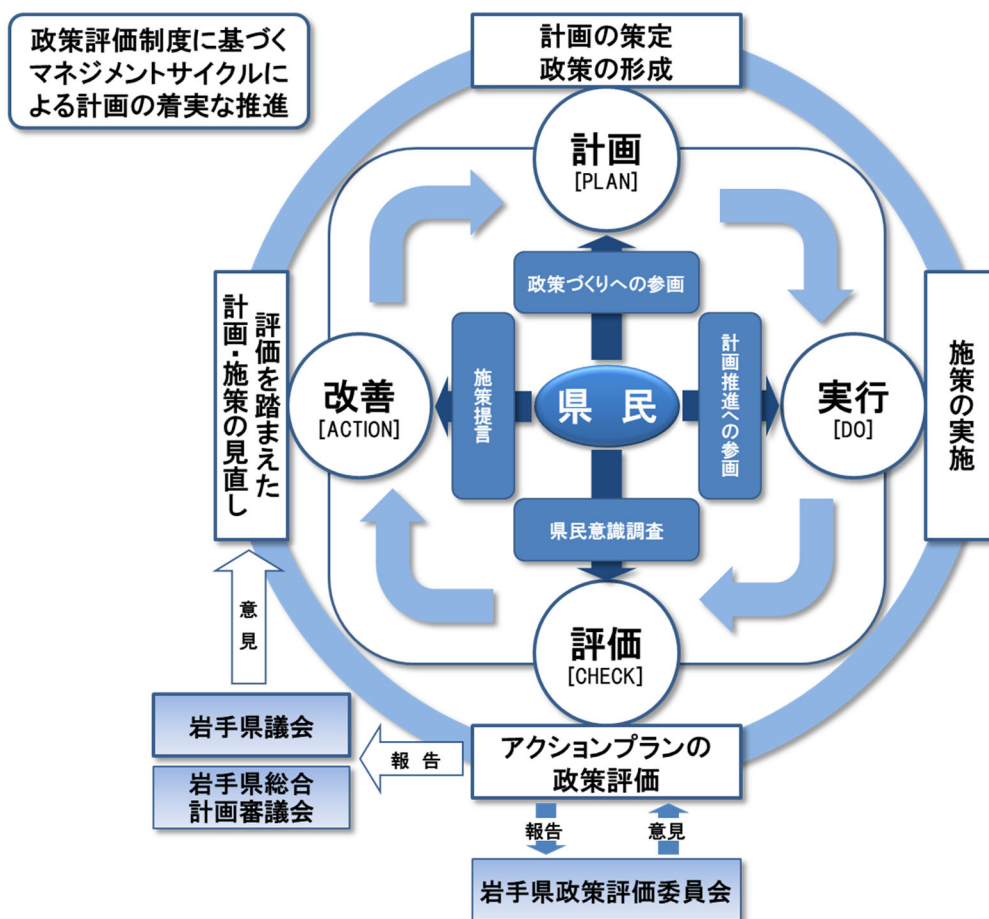 政策評価制度に基づく
マネジメントサイクルに
よる計画の着実な推進
計画の策定
政策の形成
計画
[PLAN]
政策づくりへの参画
評価を踏まえた
計画・施策の見直し
改善
[ACTION]
施策提言
県 民
計画推進への参画
実行
[DO]
施策の実施
県民意識調査
評価
[CHECK]
意見
岩手県議会
岩手県総合
計画審議会
報 告
アクションプランの
政策評価
報告
意見
岩手県政策評価委員会